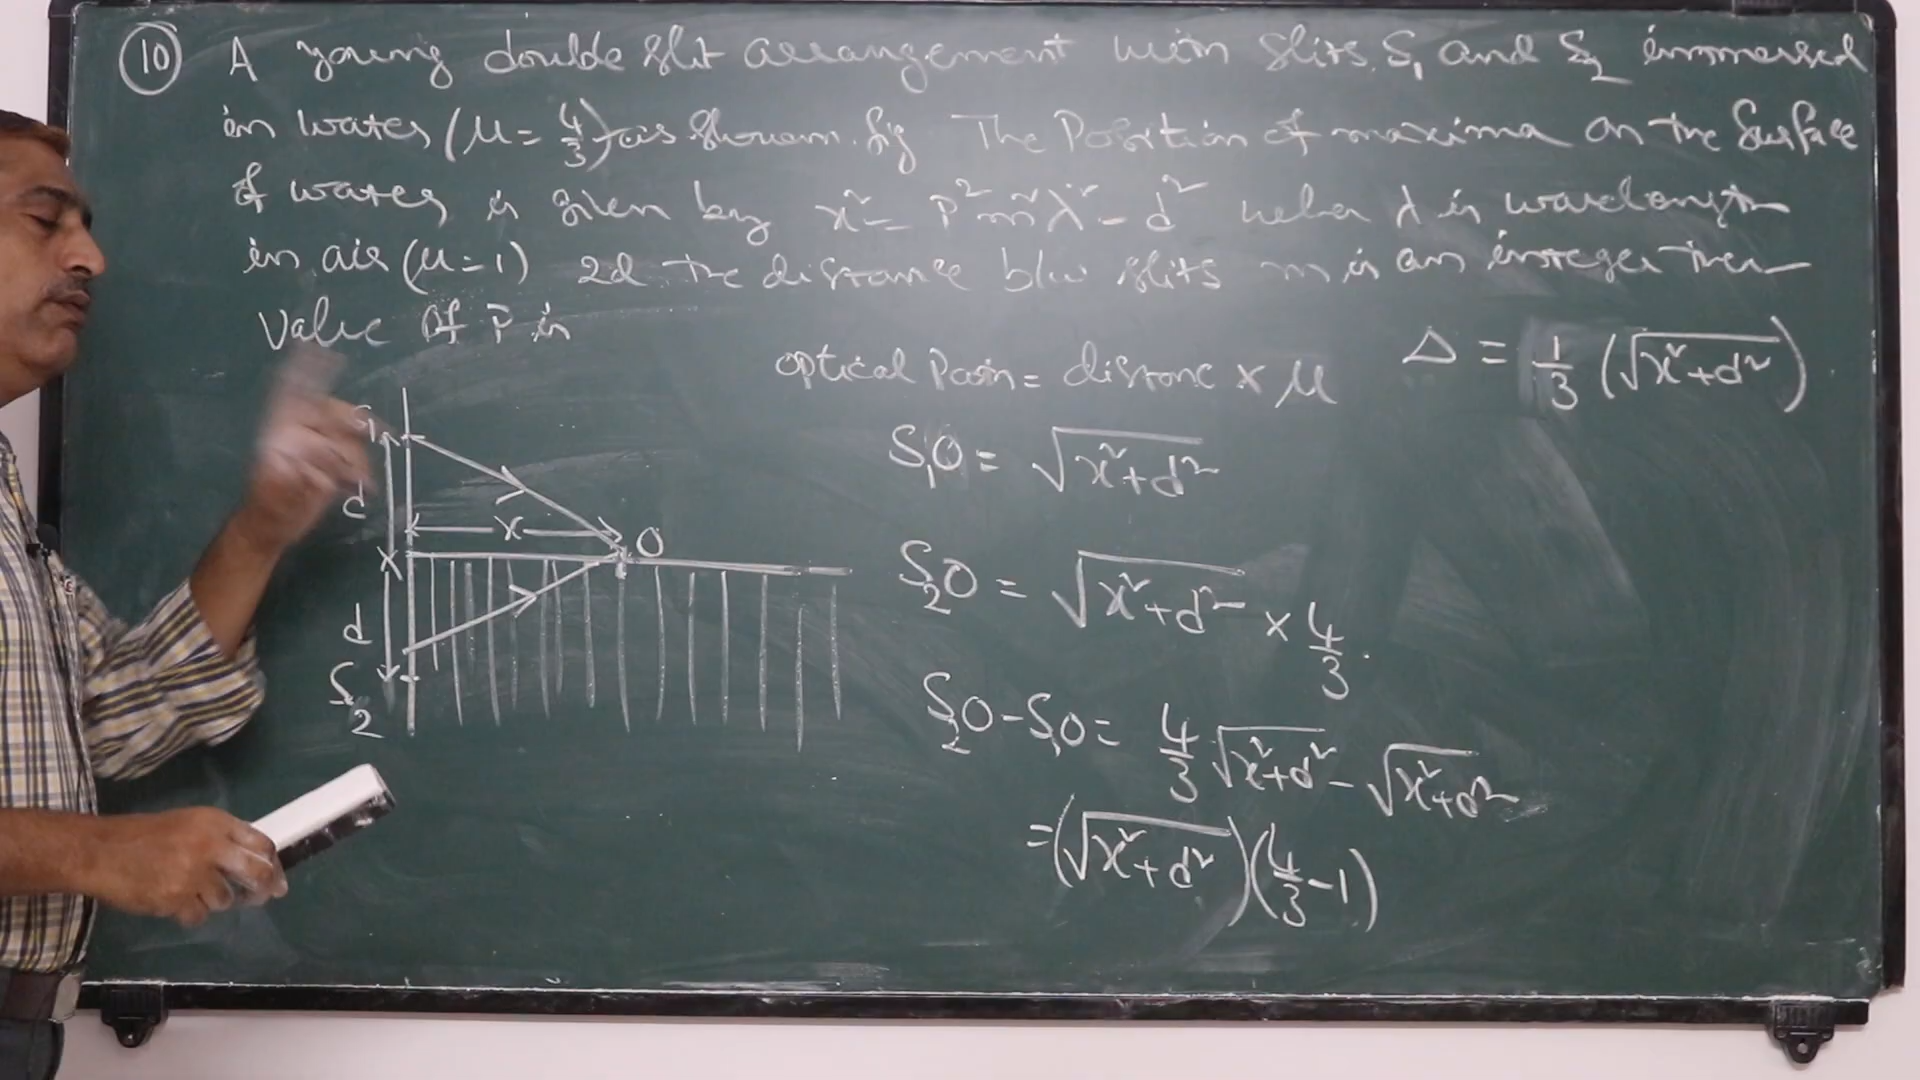 (10) A young double slit arrangement with slits S₁ and S₂ immersed
in water (μ = 4/3) as shown fig The Position of maxima on the Surface
of water is given by x² = P²m²λ² - d² where λ is wavelength
in air (μ = 1) 2d the distance b/w slits m is an integer then
Value of P is
Optical Path = distance × μ
Δ = 1/3 (√x²+d²)
S₁O = √x²+d²
S₂O = √x²+d² × 4/3.
S₂O - S₁O = 4/3 √x²+d² - √x²+d²
= (√x²+d²)(4/3 - 1)
S₁
d
x
O
d
S₂